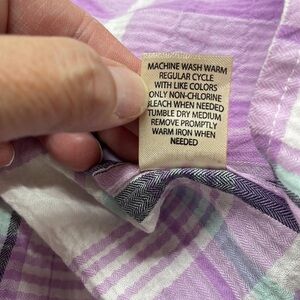 MACHINE WASH WARM
REGULAR CYCLE
WITH LIKE COLORS
ONLY NON-CHLORINE
BLEACH WHEN NEEDED
TUMBLE DRY MEDIUM
REMOVE PROMPTLY
WARM IRON WHEN
NEEDED